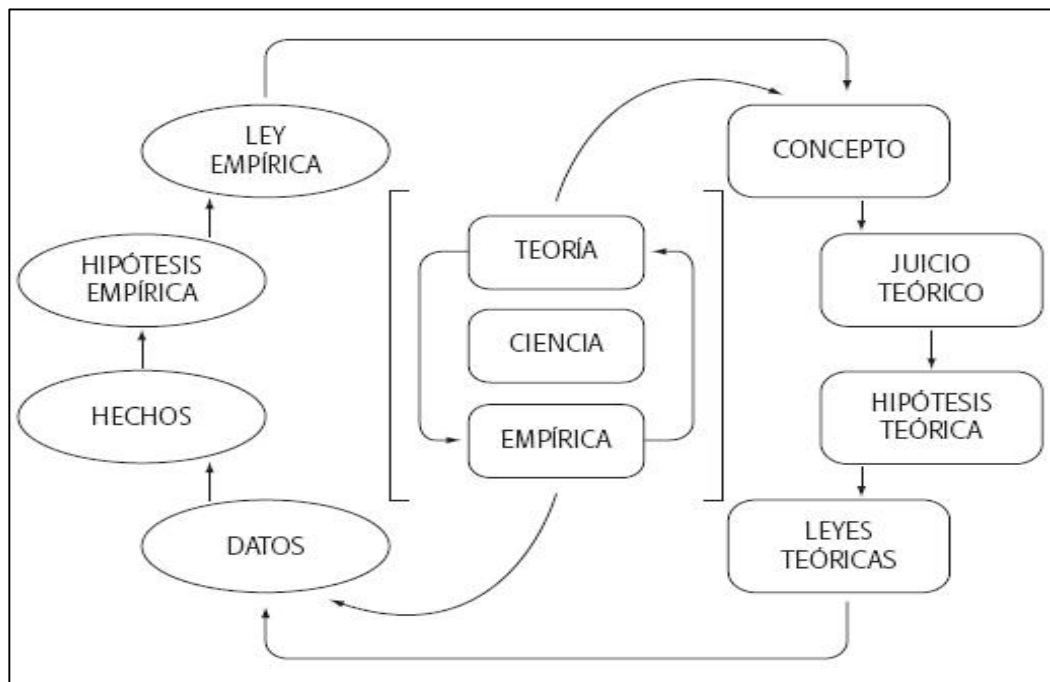 LEY
EMPÍRICA
CONCEPTO
TEORÍA
HIPÓTESIS
EMPÍRICA
JUICIO
TEÓRICO
CIENCIA
HECHOS
HIPÓTESIS
TEÓRICA
EMPÍRICA
DATOS
LEYES
TEÓRICAS